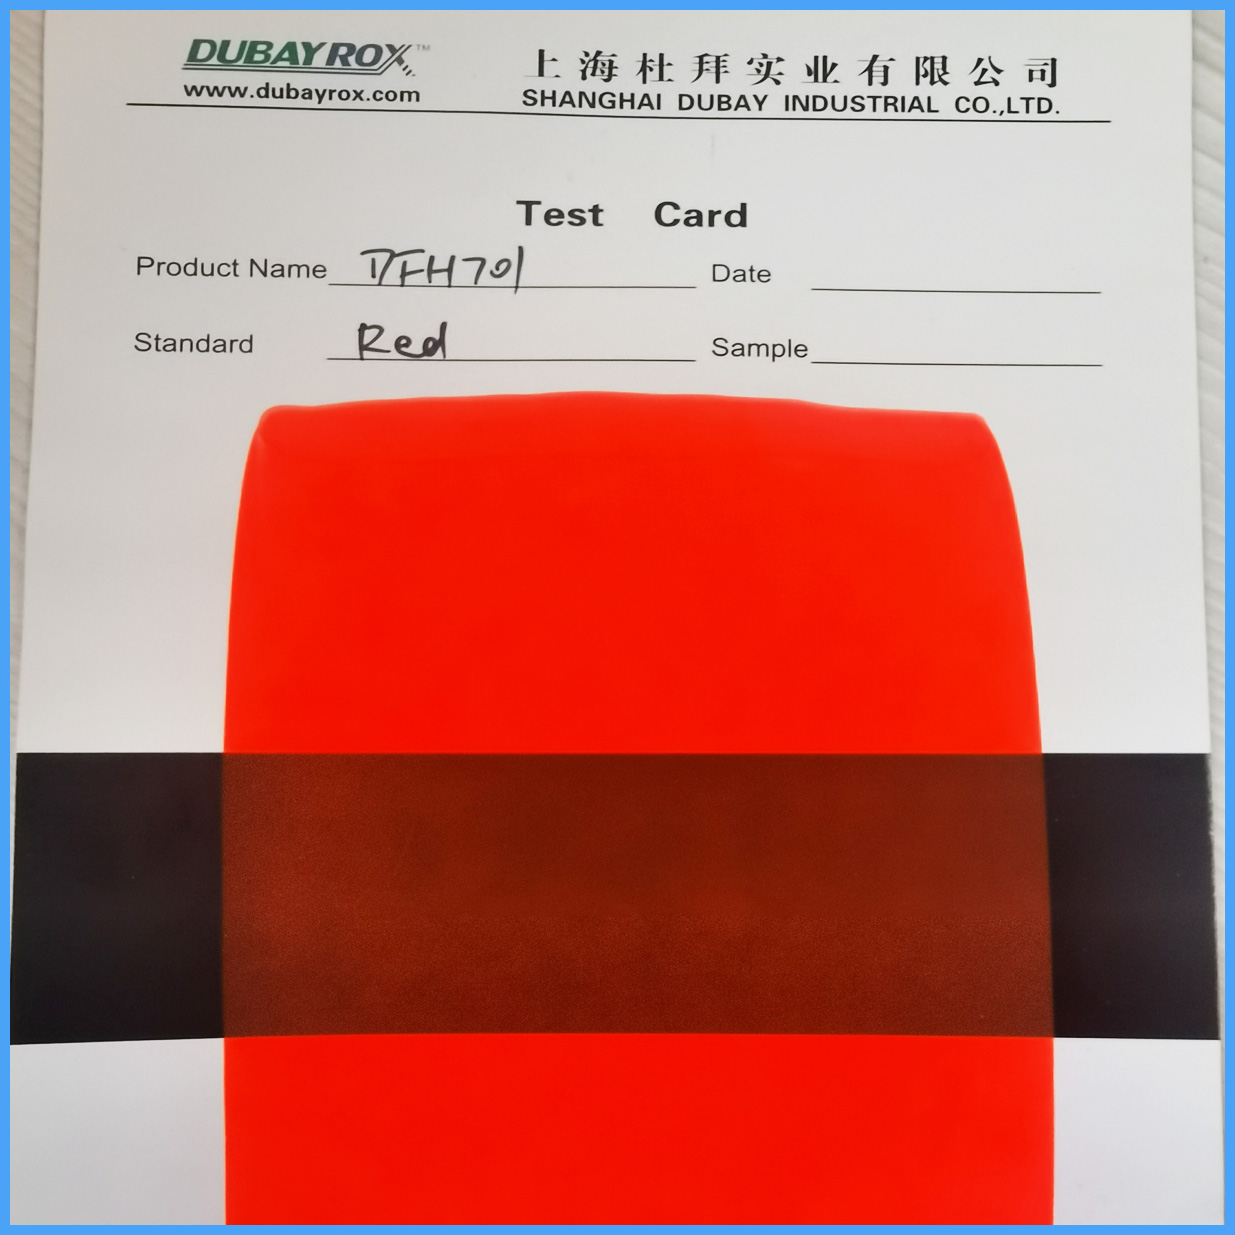 DUBAYROX™
www.dubayrox.com
上海杜拜实业有限公司
SHANGHAI DUBAY INDUSTRIAL CO.,LTD.
Test Card
Product Name DFH701 Date
Standard Red Sample